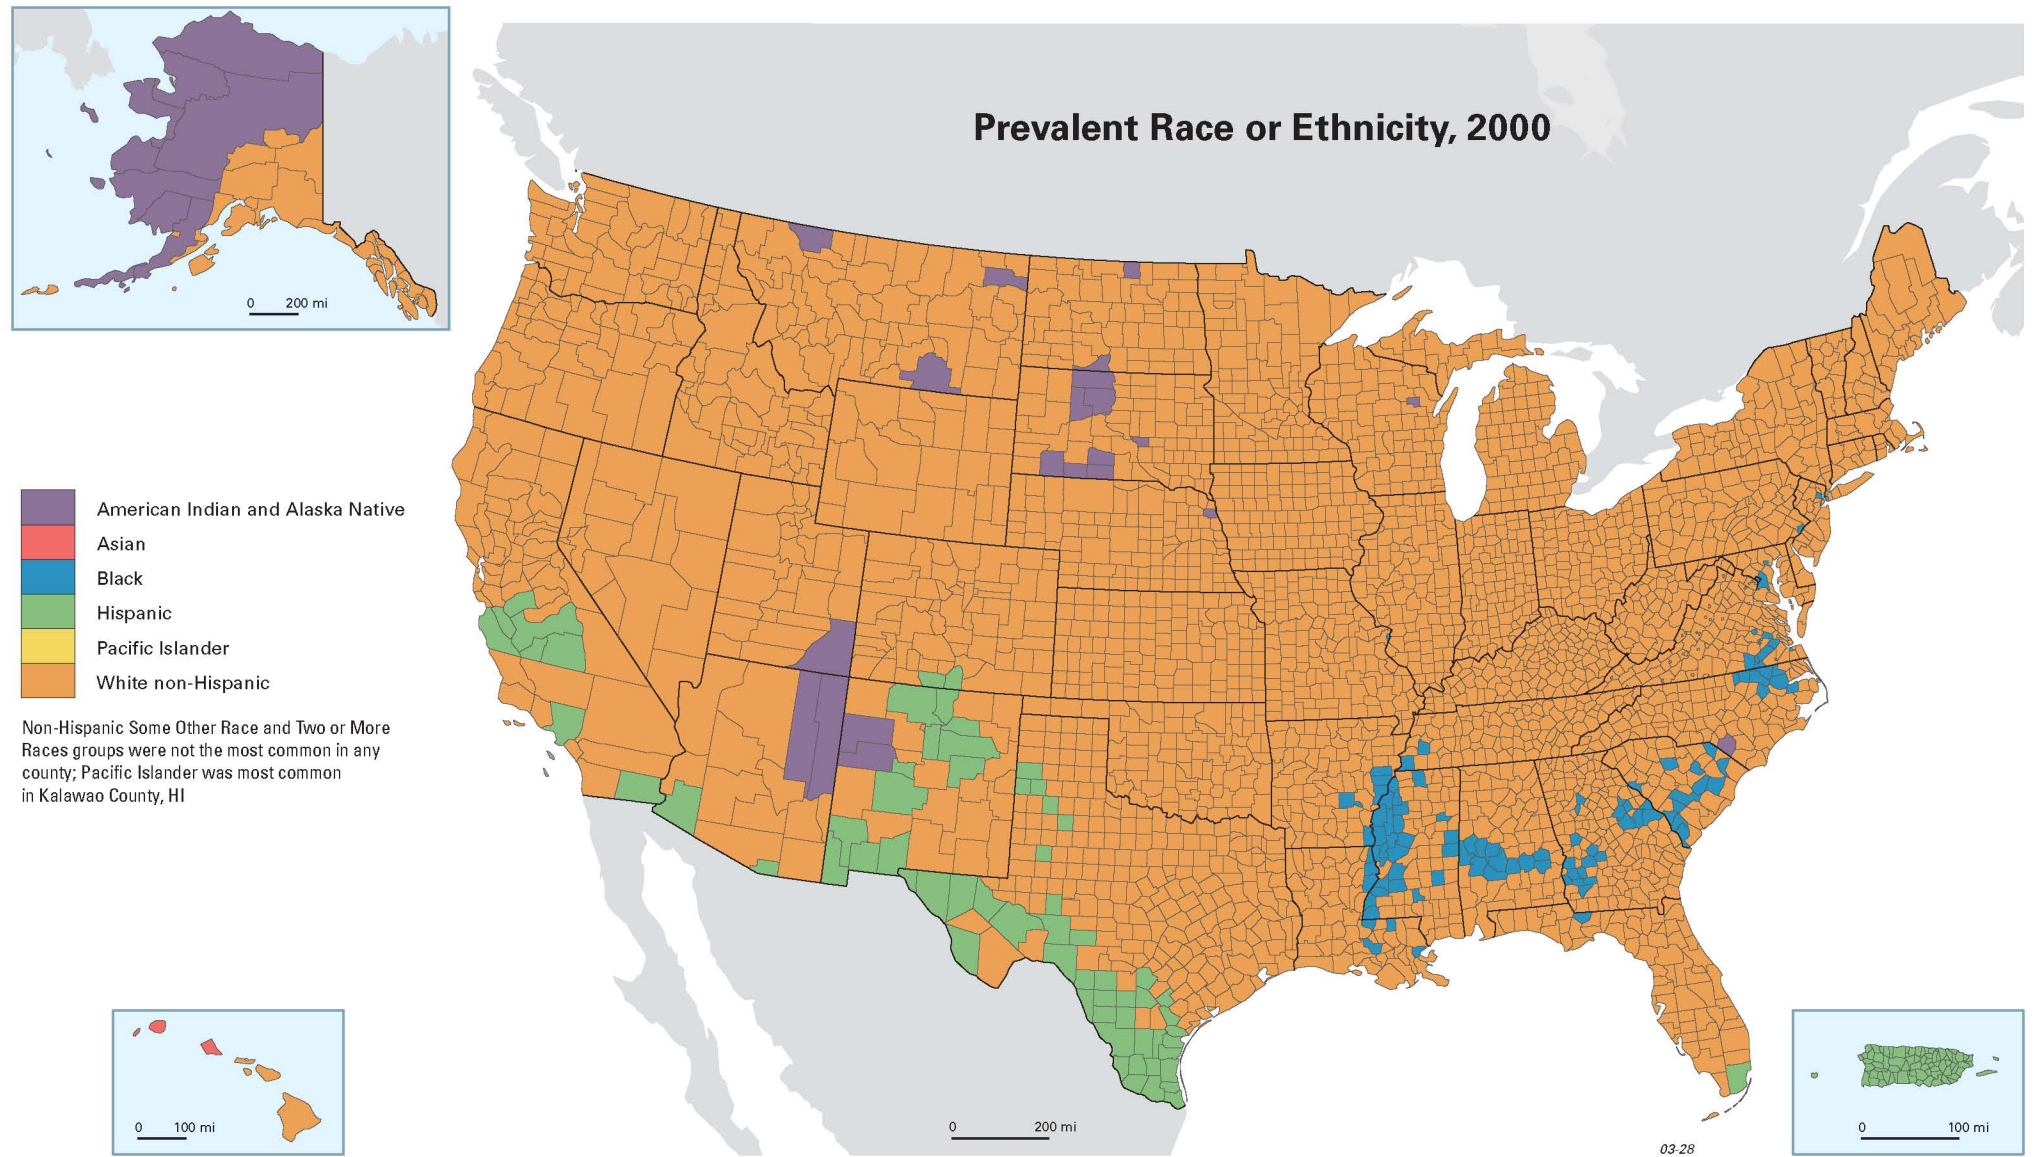 Prevalent Race or Ethnicity, 2000
0 200 mi
American Indian and Alaska Native
Asian
Black
Hispanic
Pacific Islander
White non-Hispanic
Non-Hispanic Some Other Race and Two or More
Races groups were not the most common in any
county; Pacific Islander was most common
in Kalawao County, HI
0 100 mi
0 200 mi
0 100 mi
03-28